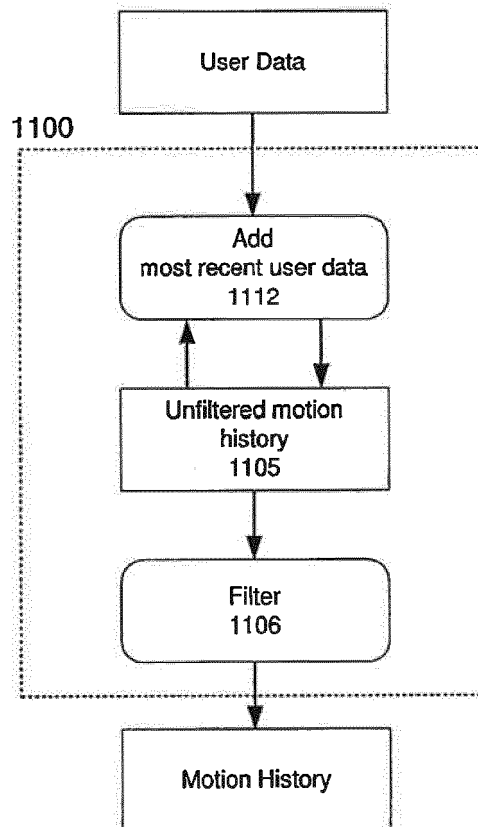 User Data
1100
Add
most recent user data
1112
Unfiltered motion
history
1105
Filter
1106
Motion History